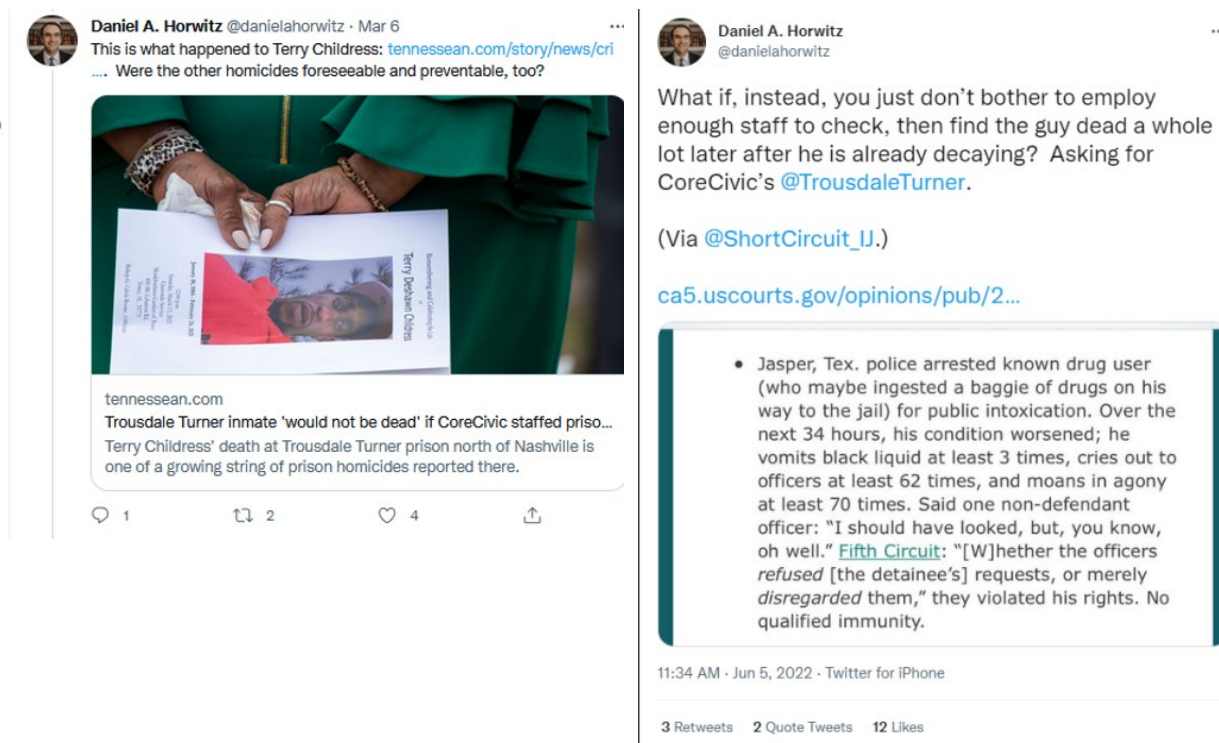 Daniel A. Horwitz @danielahorwitz · Mar 6
This is what happened to Terry Childress: tennessean.com/story/news/cri
.... Were the other homicides foreseeable and preventable, too?
Remembering and Celebrating the Life
of
Terry Deshawn Childress
tennessean.com
Trousdale Turner inmate 'would not be dead' if CoreCivic staffed priso...
Terry Childress' death at Trousdale Turner prison north of Nashville is
one of a growing string of prison homicides reported there.
1 2 4
Daniel A. Horwitz
@danielahorwitz
What if, instead, you just don’t bother to employ
enough staff to check, then find the guy dead a whole
lot later after he is already decaying? Asking for
CoreCivic’s @TrousdaleTurner.
(Via @ShortCircuit_IJ.)
ca5.uscourts.gov/opinions/pub/2...
• Jasper, Tex. police arrested known drug user
(who maybe ingested a baggie of drugs on his
way to the jail) for public intoxication. Over the
next 34 hours, his condition worsened; he
vomits black liquid at least 3 times, cries out to
officers at least 62 times, and moans in agony
at least 70 times. Said one non-defendant
officer: “I should have looked, but, you know,
oh well.” Fifth Circuit: “[W]hether the officers
refused [the detainee’s] requests, or merely
disregarded them,” they violated his rights. No
qualified immunity.
11:34 AM · Jun 5, 2022 · Twitter for iPhone
3 Retweets 2 Quote Tweets 12 Likes